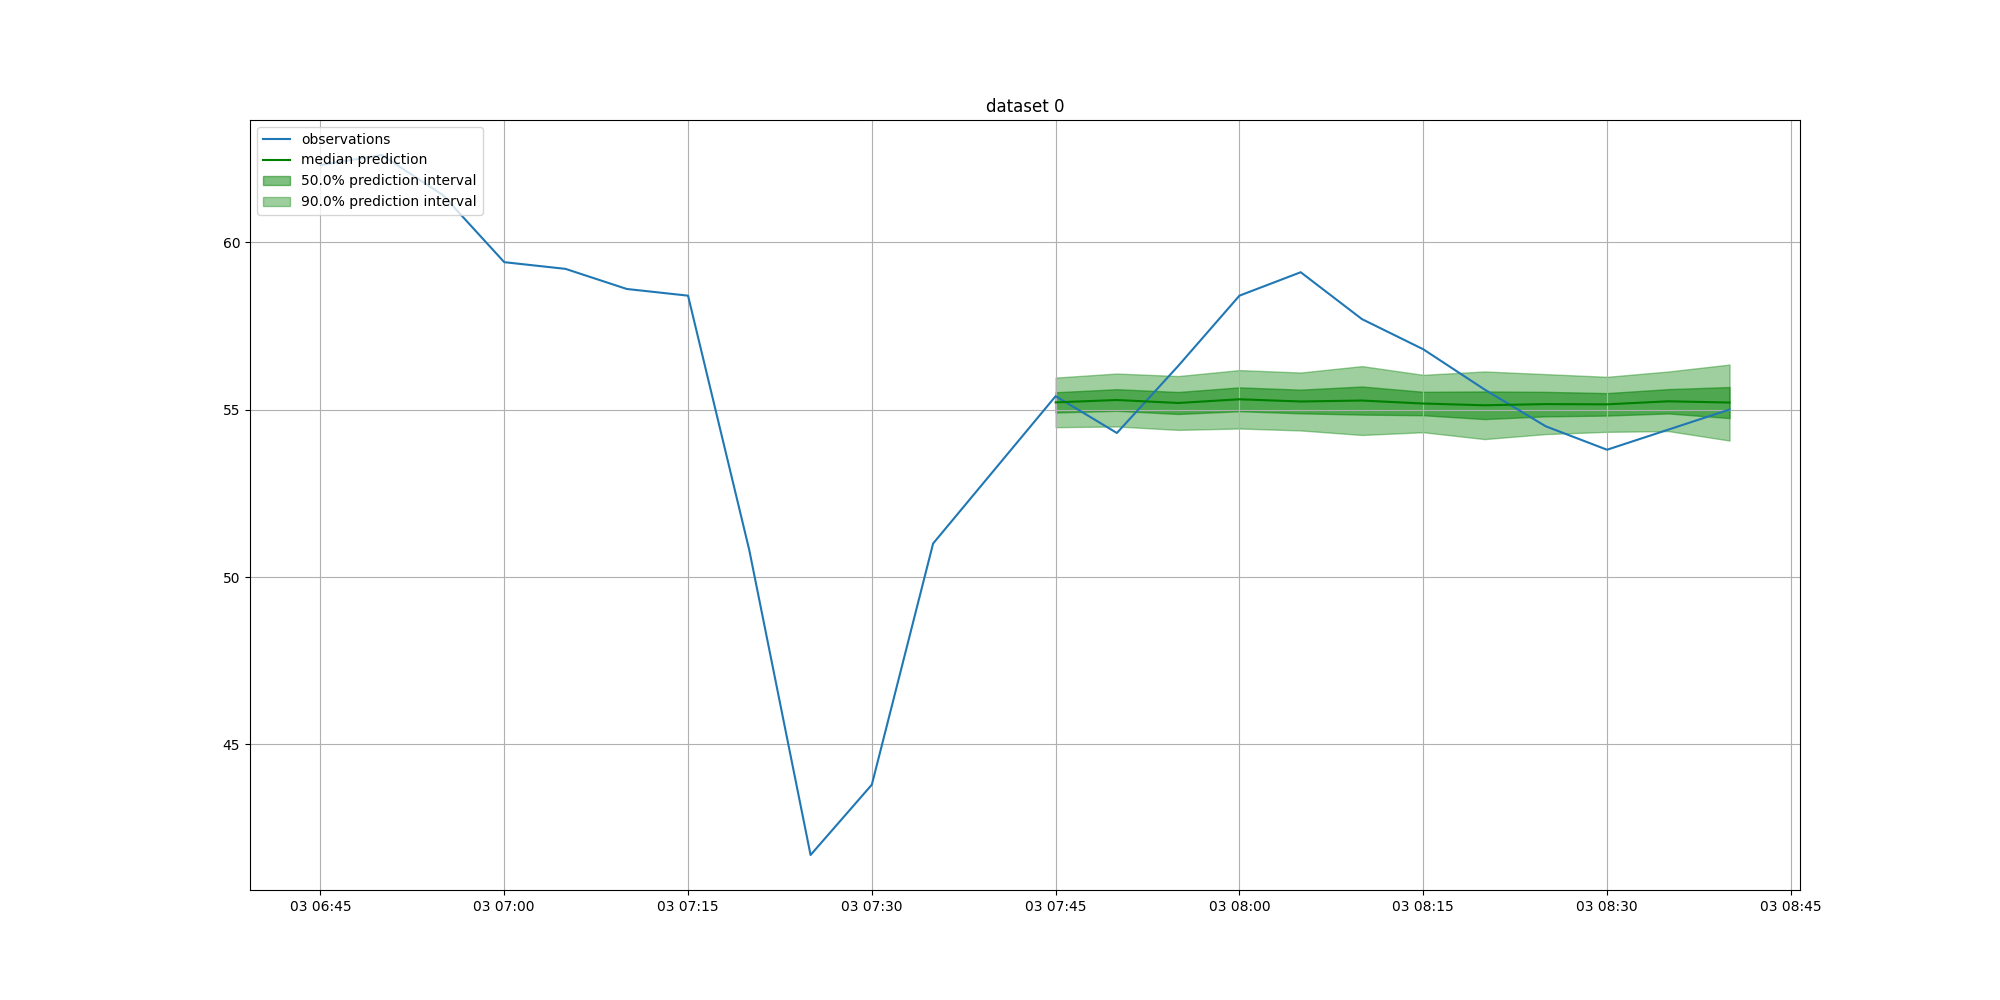 dataset 0
observations
median prediction
50.0% prediction interval
90.0% prediction interval
60
55
50
45
03 06:45
03 07:00
03 07:15
03 07:30
03 07:45
03 08:00
03 08:15
03 08:30
03 08:45